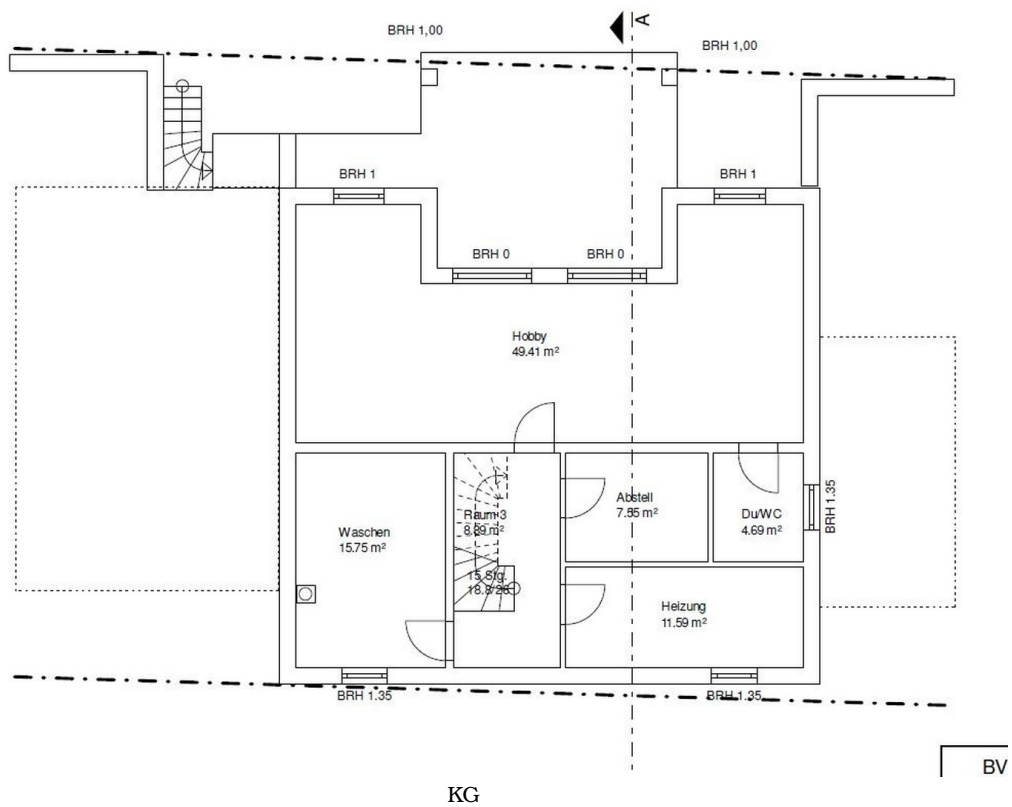 BRH 1,00
A
BRH 1,00
BRH 1
BRH 1
BRH 0
BRH 0
Hobby
49.41 m²
Waschen
15.75 m²
Raum 3
15 Stg.
Abstell
7.55 m²
Du/WC
4.69 m²
BRH 1.35
Heizung
11.59 m²
BRH 1.35
BRH 1.35
BV
KG